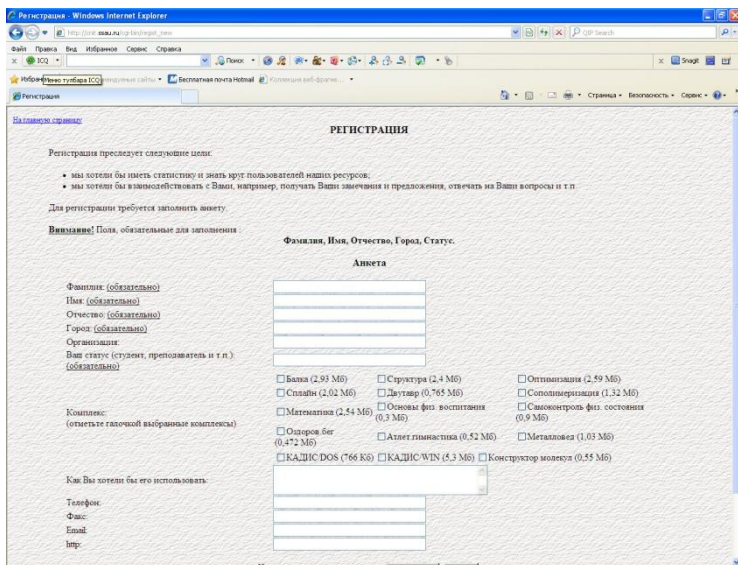 Регистрация - Windows Internet Explorer
Файл Правка Вид Избранное Сервис Справка
ICQ Поиск Snagit
Меню тулбара ICQ Бесплатная почта Hotmail
Регистрация Страница Безопасность Сервис
На главную страницу
РЕГИСТРАЦИЯ
Регистрация преследует следующие цели:
мы хотели бы иметь статистику и знать круг пользователей наших ресурсов;
мы хотели бы взаимодействовать с Вами, например, получать Ваши замечания и предложения, отвечать на Ваши вопросы и т.п.
Для регистрации требуется заполнить анкету.
Внимание! Поля, обязательные для заполнения :
Фамилия, Имя, Отчество, Город, Статус.
Анкета
Фамилия: (обязательно)
Имя: (обязательно)
Отчество: (обязательно)
Город: (обязательно)
Организация:
Ваш статус (студент, преподаватель и т.п.):
(обязательно)
Балка (2,93 Мб) Структура (2,4 Мб) Оптимизация (2,59 Мб)
Сплайн (2,02 Мб) Двутавр (0,765 Мб) Сополимеризация (1,32 Мб)
Комплекс:
(отметьте галочкой выбранные комплексы)
Математика (2,54 Мб) Основы физ. воспитания (0,3 Мб) Самоконтроль физ. состояния (0,9 Мб)
Оздоров.бег (0,472 Мб) Атлет.гимнастика (0,52 Мб) Металловед (1,03 Мб)
КАДИС/DOS (766 Кб) КАДИС/WIN (5,3 Мб) Конструктор молекул (0,55 Мб)
Как Вы хотели бы его использовать:
Телефон:
Факс:
Email:
http: